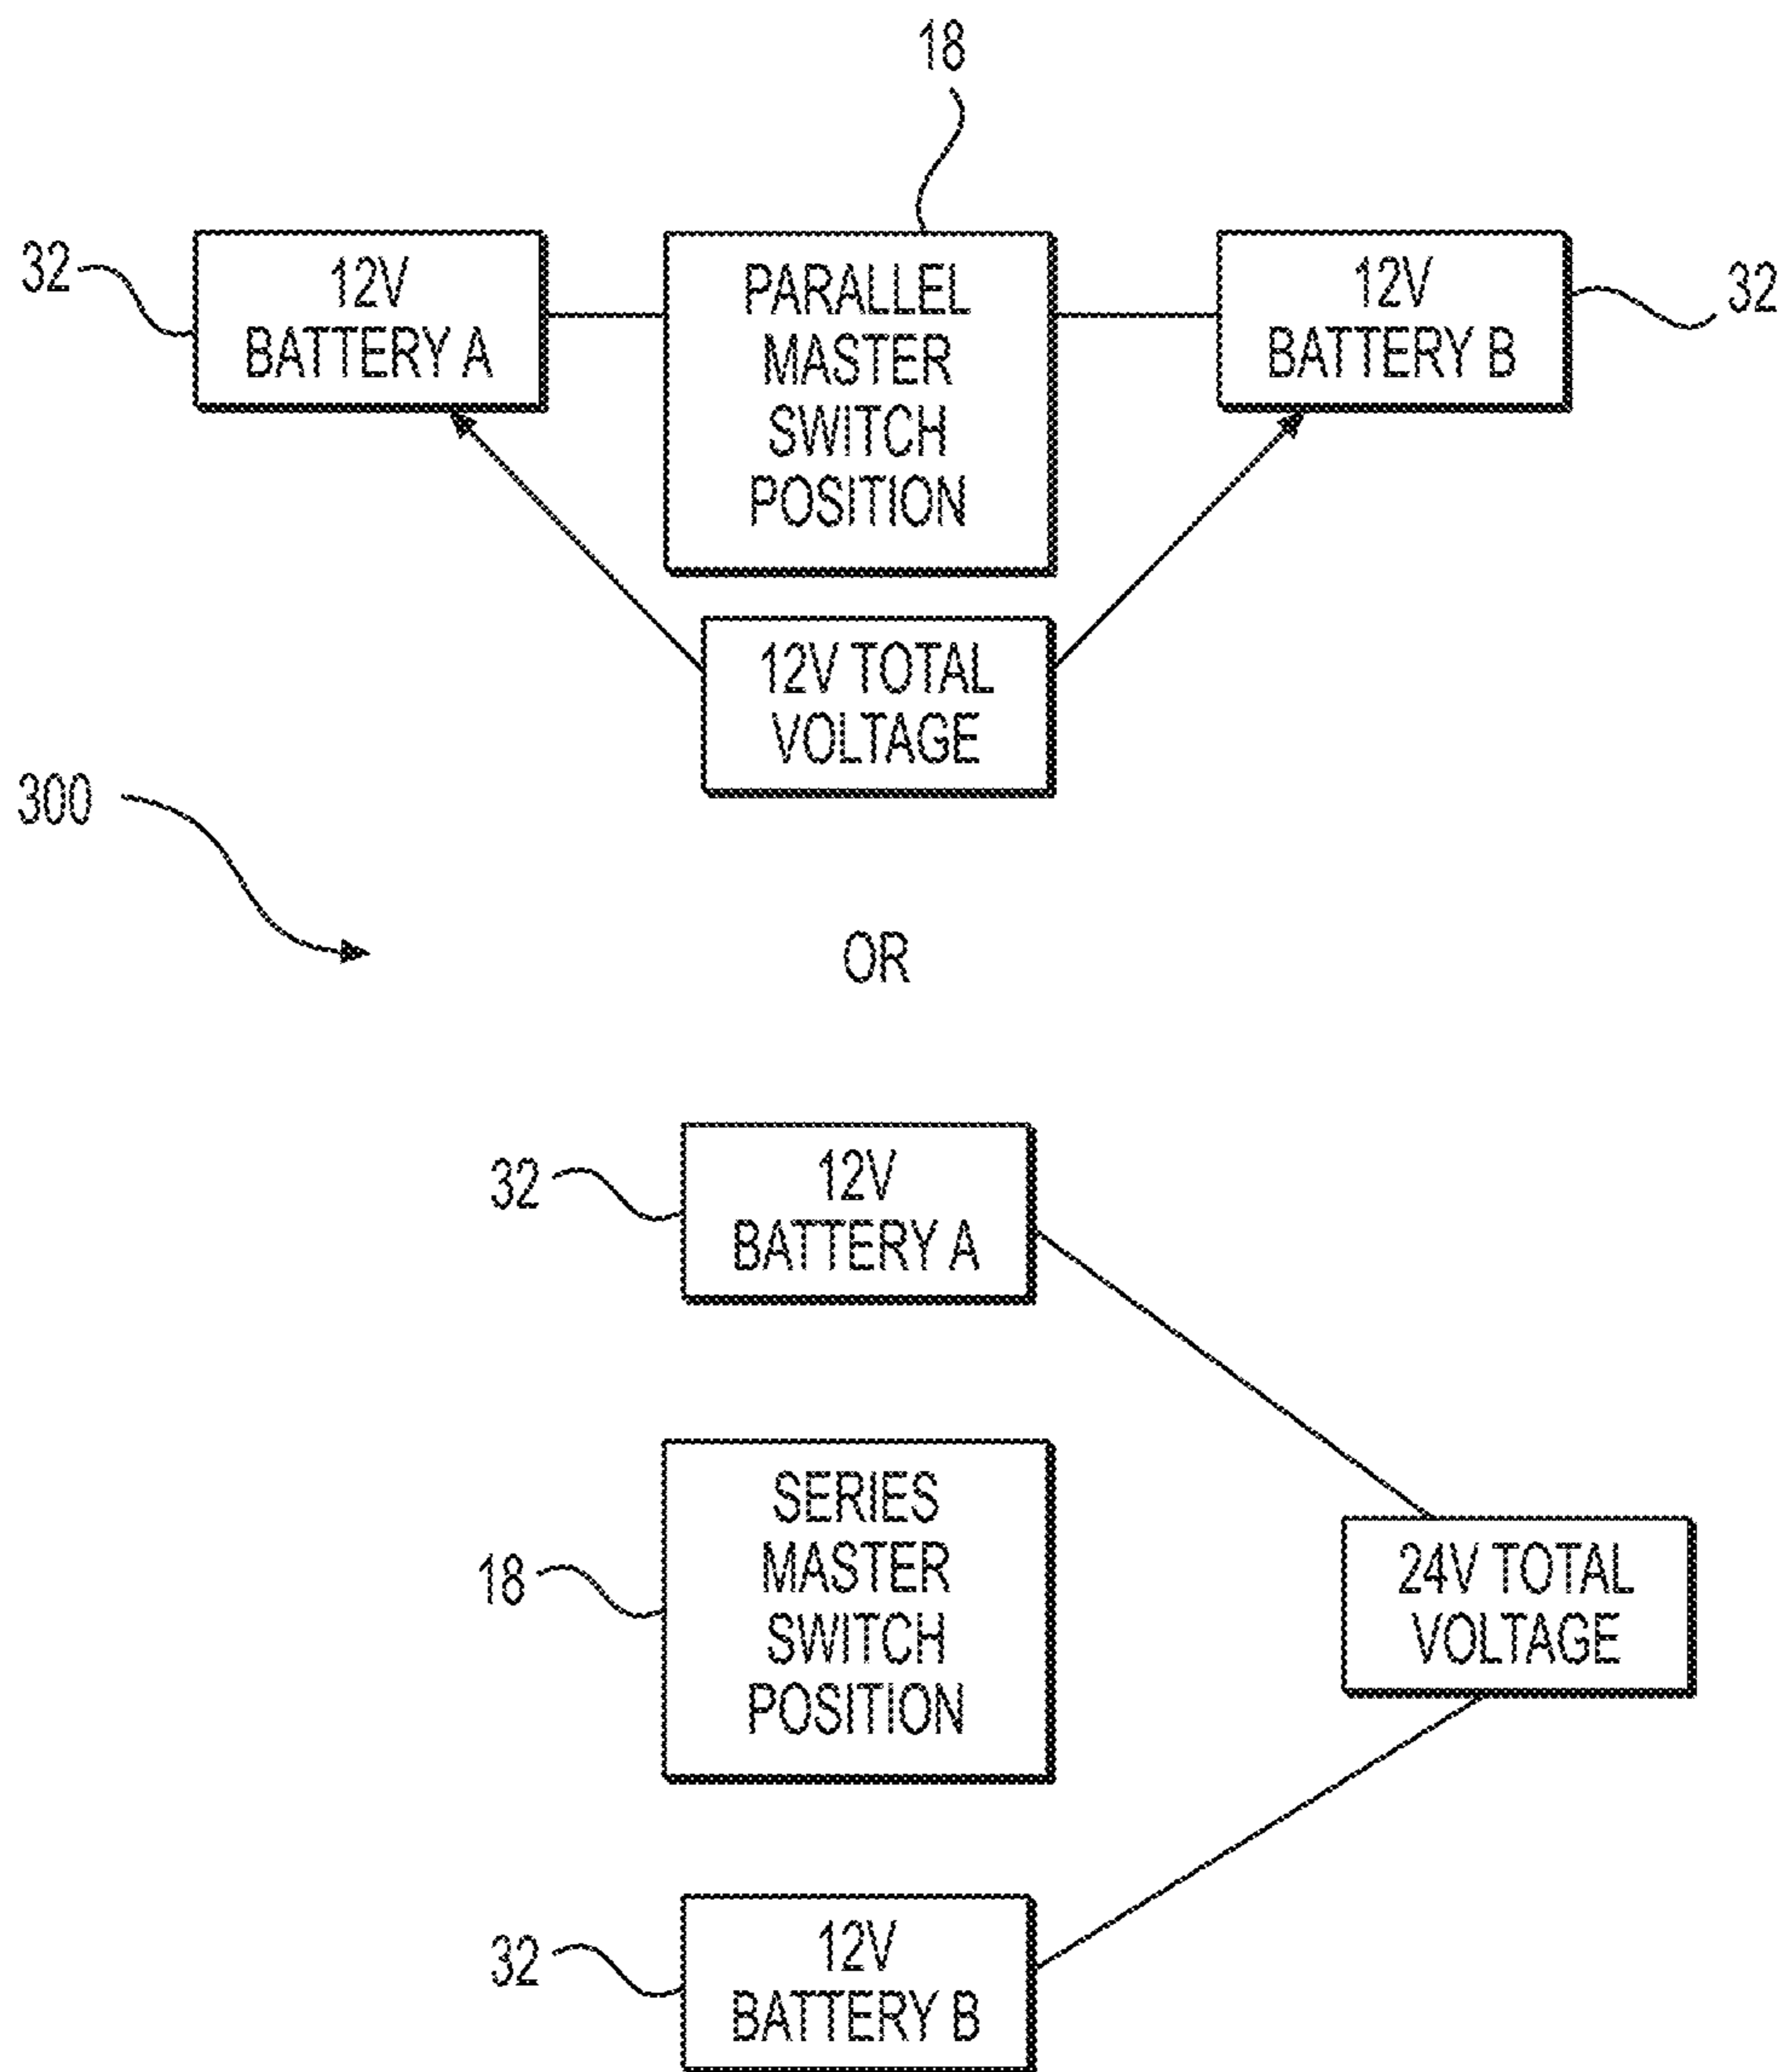 18
32
12V
BATTERY A
PARALLEL
MASTER
SWITCH
POSITION
12V
BATTERY B
32
12V TOTAL
VOLTAGE
300
OR
32
12V
BATTERY A
18
SERIES
MASTER
SWITCH
POSITION
24V TOTAL
VOLTAGE
32
12V
BATTERY B